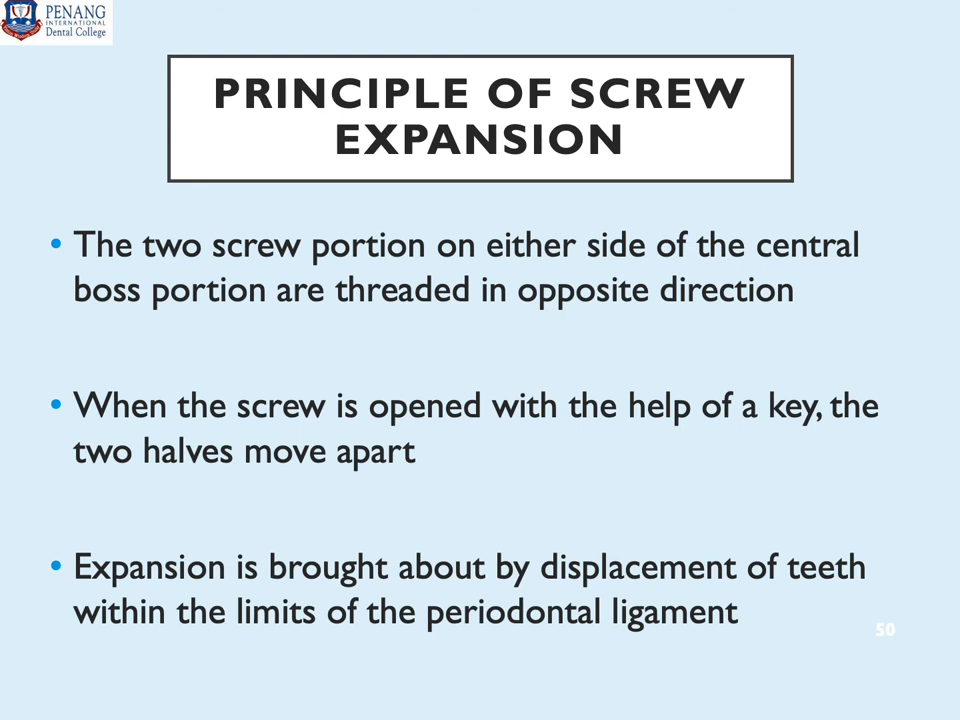 PENANG
INTERNATIONAL
Dental College
PRINCIPLE OF SCREW
EXPANSION
• The two screw portion on either side of the central
boss portion are threaded in opposite direction
• When the screw is opened with the help of a key, the
two halves move apart
• Expansion is brought about by displacement of teeth
within the limits of the periodontal ligament
50